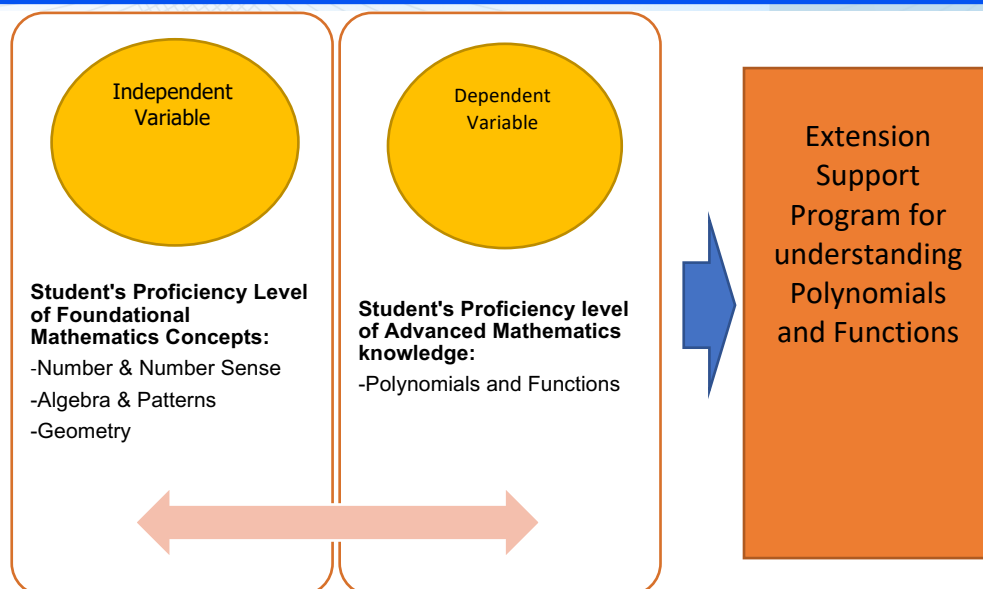 Independent
Variable
Student's Proficiency Level
of Foundational
Mathematics Concepts:
-Number & Number Sense
-Algebra & Patterns
-Geometry
Dependent
Variable
Student's Proficiency level
of Advanced Mathematics
knowledge:
-Polynomials and Functions
Extension
Support
Program for
understanding
Polynomials
and Functions